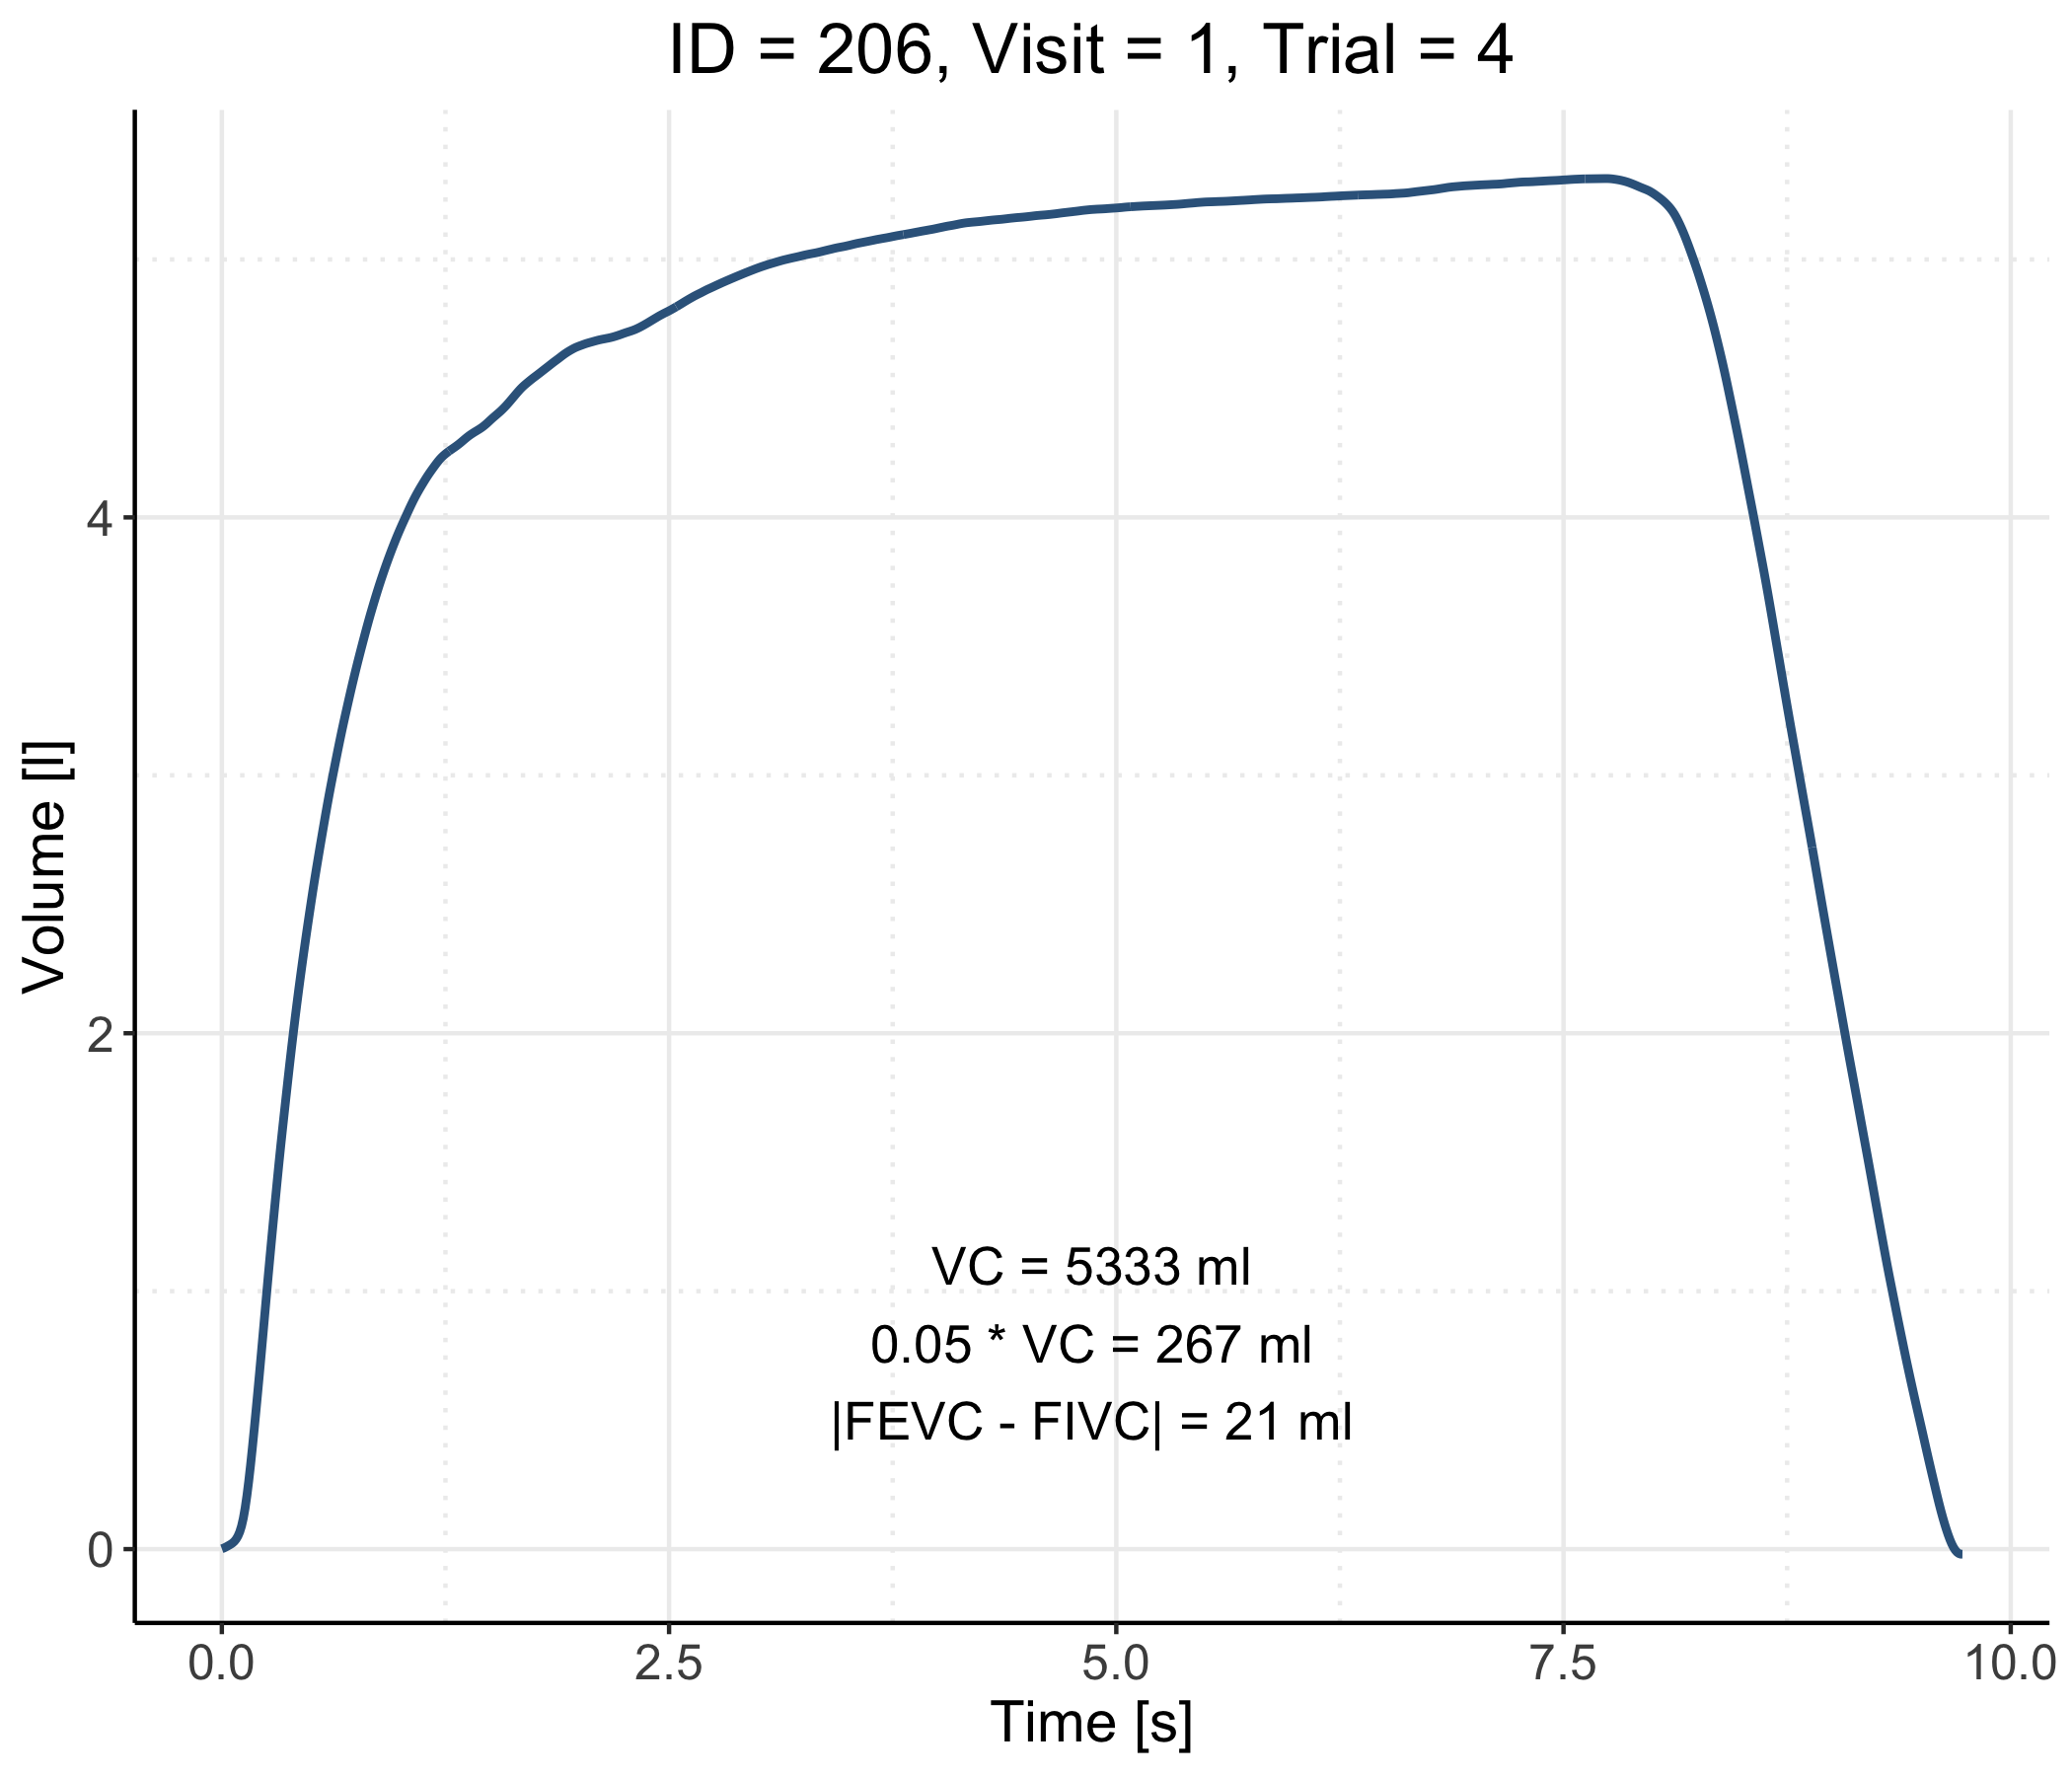 ID = 206, Visit = 1, Trial = 4
Volume [l]
4
2
0
VC = 5333 ml
0.05 * VC = 267 ml
|FEVC - FIVC| = 21 ml
0.0 2.5 5.0 7.5 10.0
Time [s]